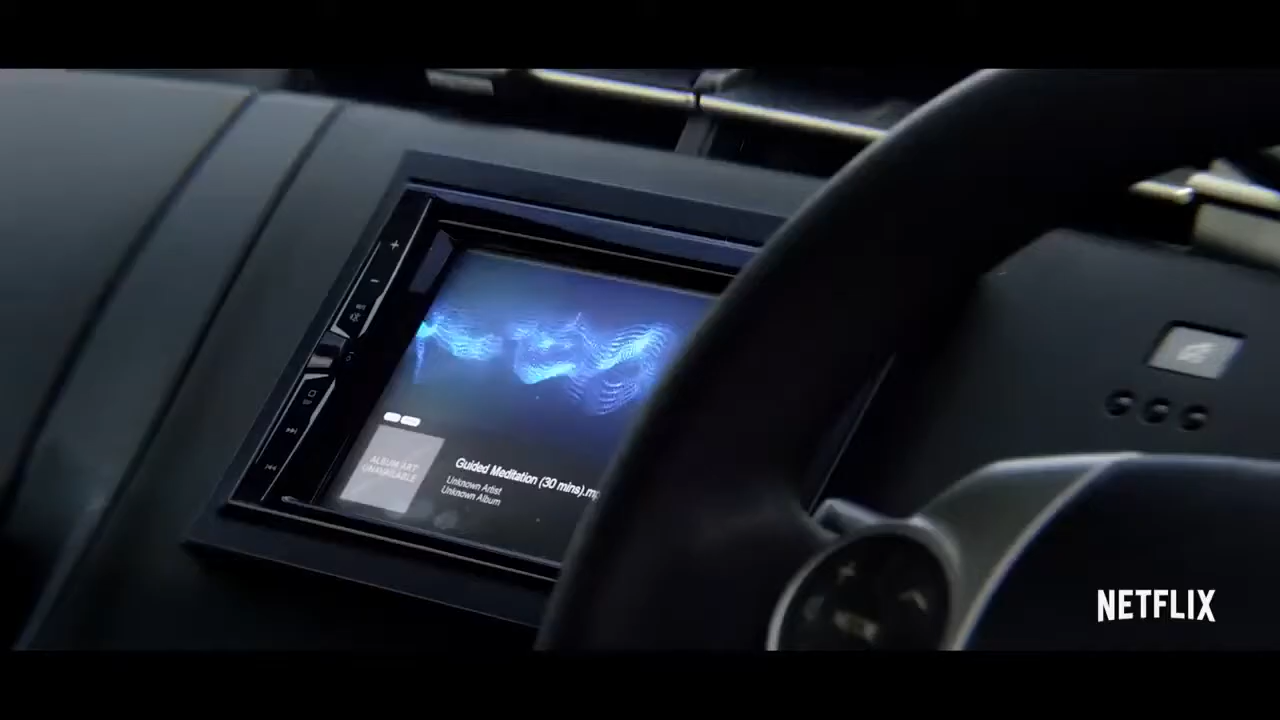 ALBUM ART
UNAVAILABLE
Guided Meditation (30 mins).mp
Unknown Artist
Unknown Album
NETFLIX